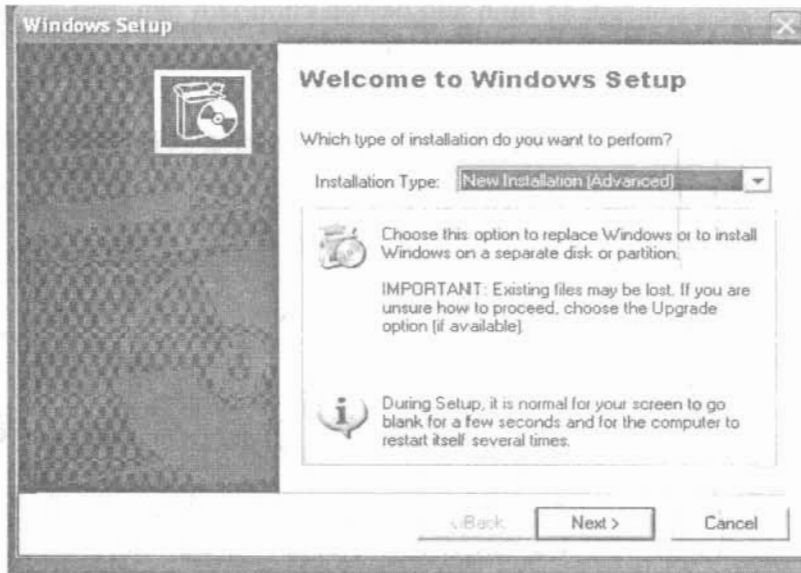 Windows Setup
Welcome to Windows Setup
Which type of installation do you want to perform?
Installation Type: New Installation (Advanced)
Choose this option to replace Windows or to install
Windows on a separate disk or partition.
IMPORTANT: Existing files may be lost. If you are
unsure how to proceed, choose the Upgrade
option (if available).
During Setup, it is normal for your screen to go
blank for a few seconds and for the computer to
restart itself several times.
< Back Next > Cancel